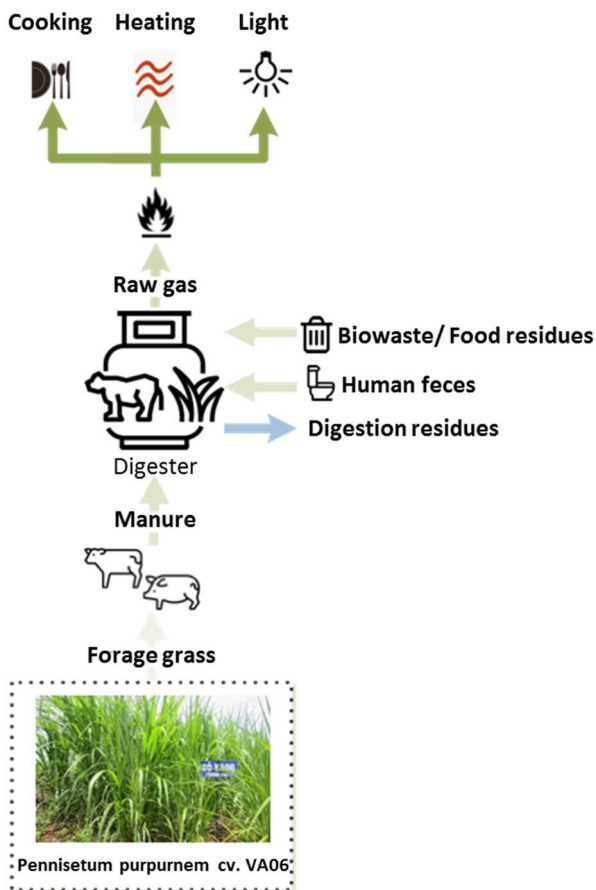 Cooking Heating Light
Raw gas
Biowaste/ Food residues
Human feces
Digestion residues
Digester
Manure
Forage grass
Pennisetum purpurnem cv. VA06